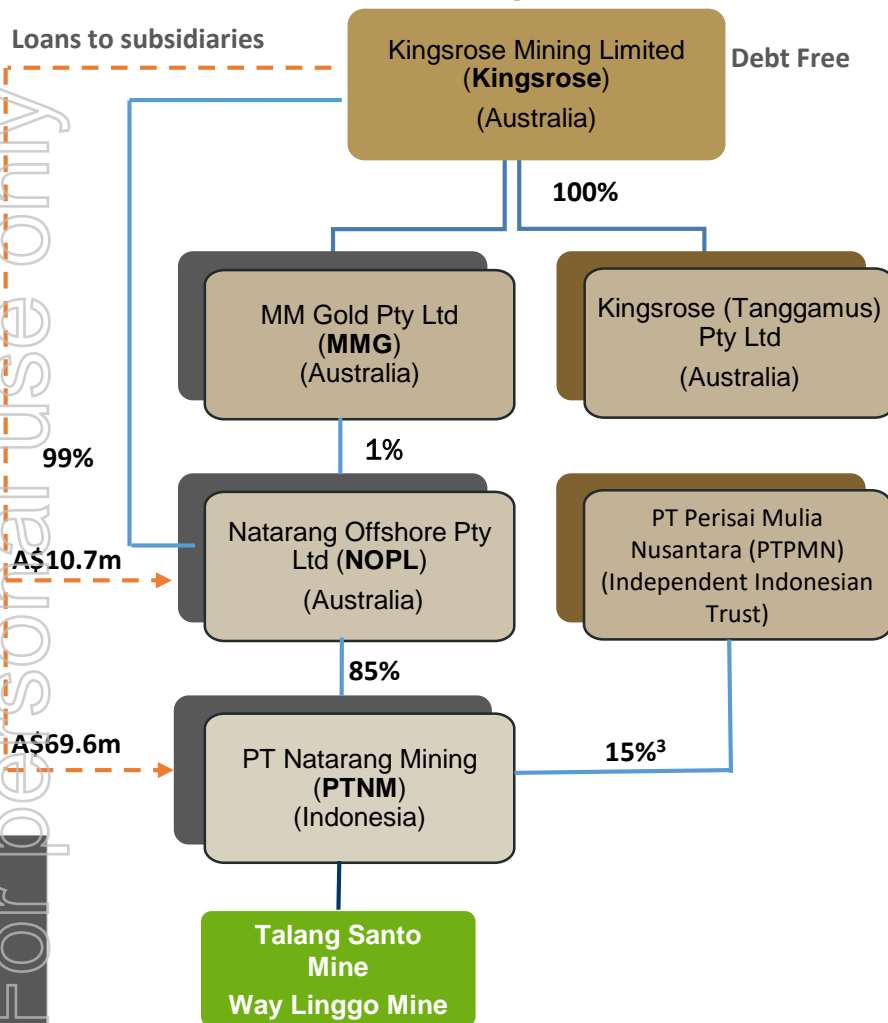 Loans to subsidiaries
Kingsrose Mining Limited
(Kingsrose)
(Australia)
Debt Free
100%
MM Gold Pty Ltd
(MMG)
(Australia)
Kingsrose (Tanggamus)
Pty Ltd
(Australia)
99%
1%
Natarang Offshore Pty
Ltd (NOPL)
(Australia)
PT Perisai Mulia
Nusantara (PTPMN)
(Independent Indonesian
Trust)
A$10.7m
85%
A$69.6m
PT Natarang Mining
(PTNM)
(Indonesia)
15%³
Talang Santo
Mine
Way Linggo Mine
For personal use only